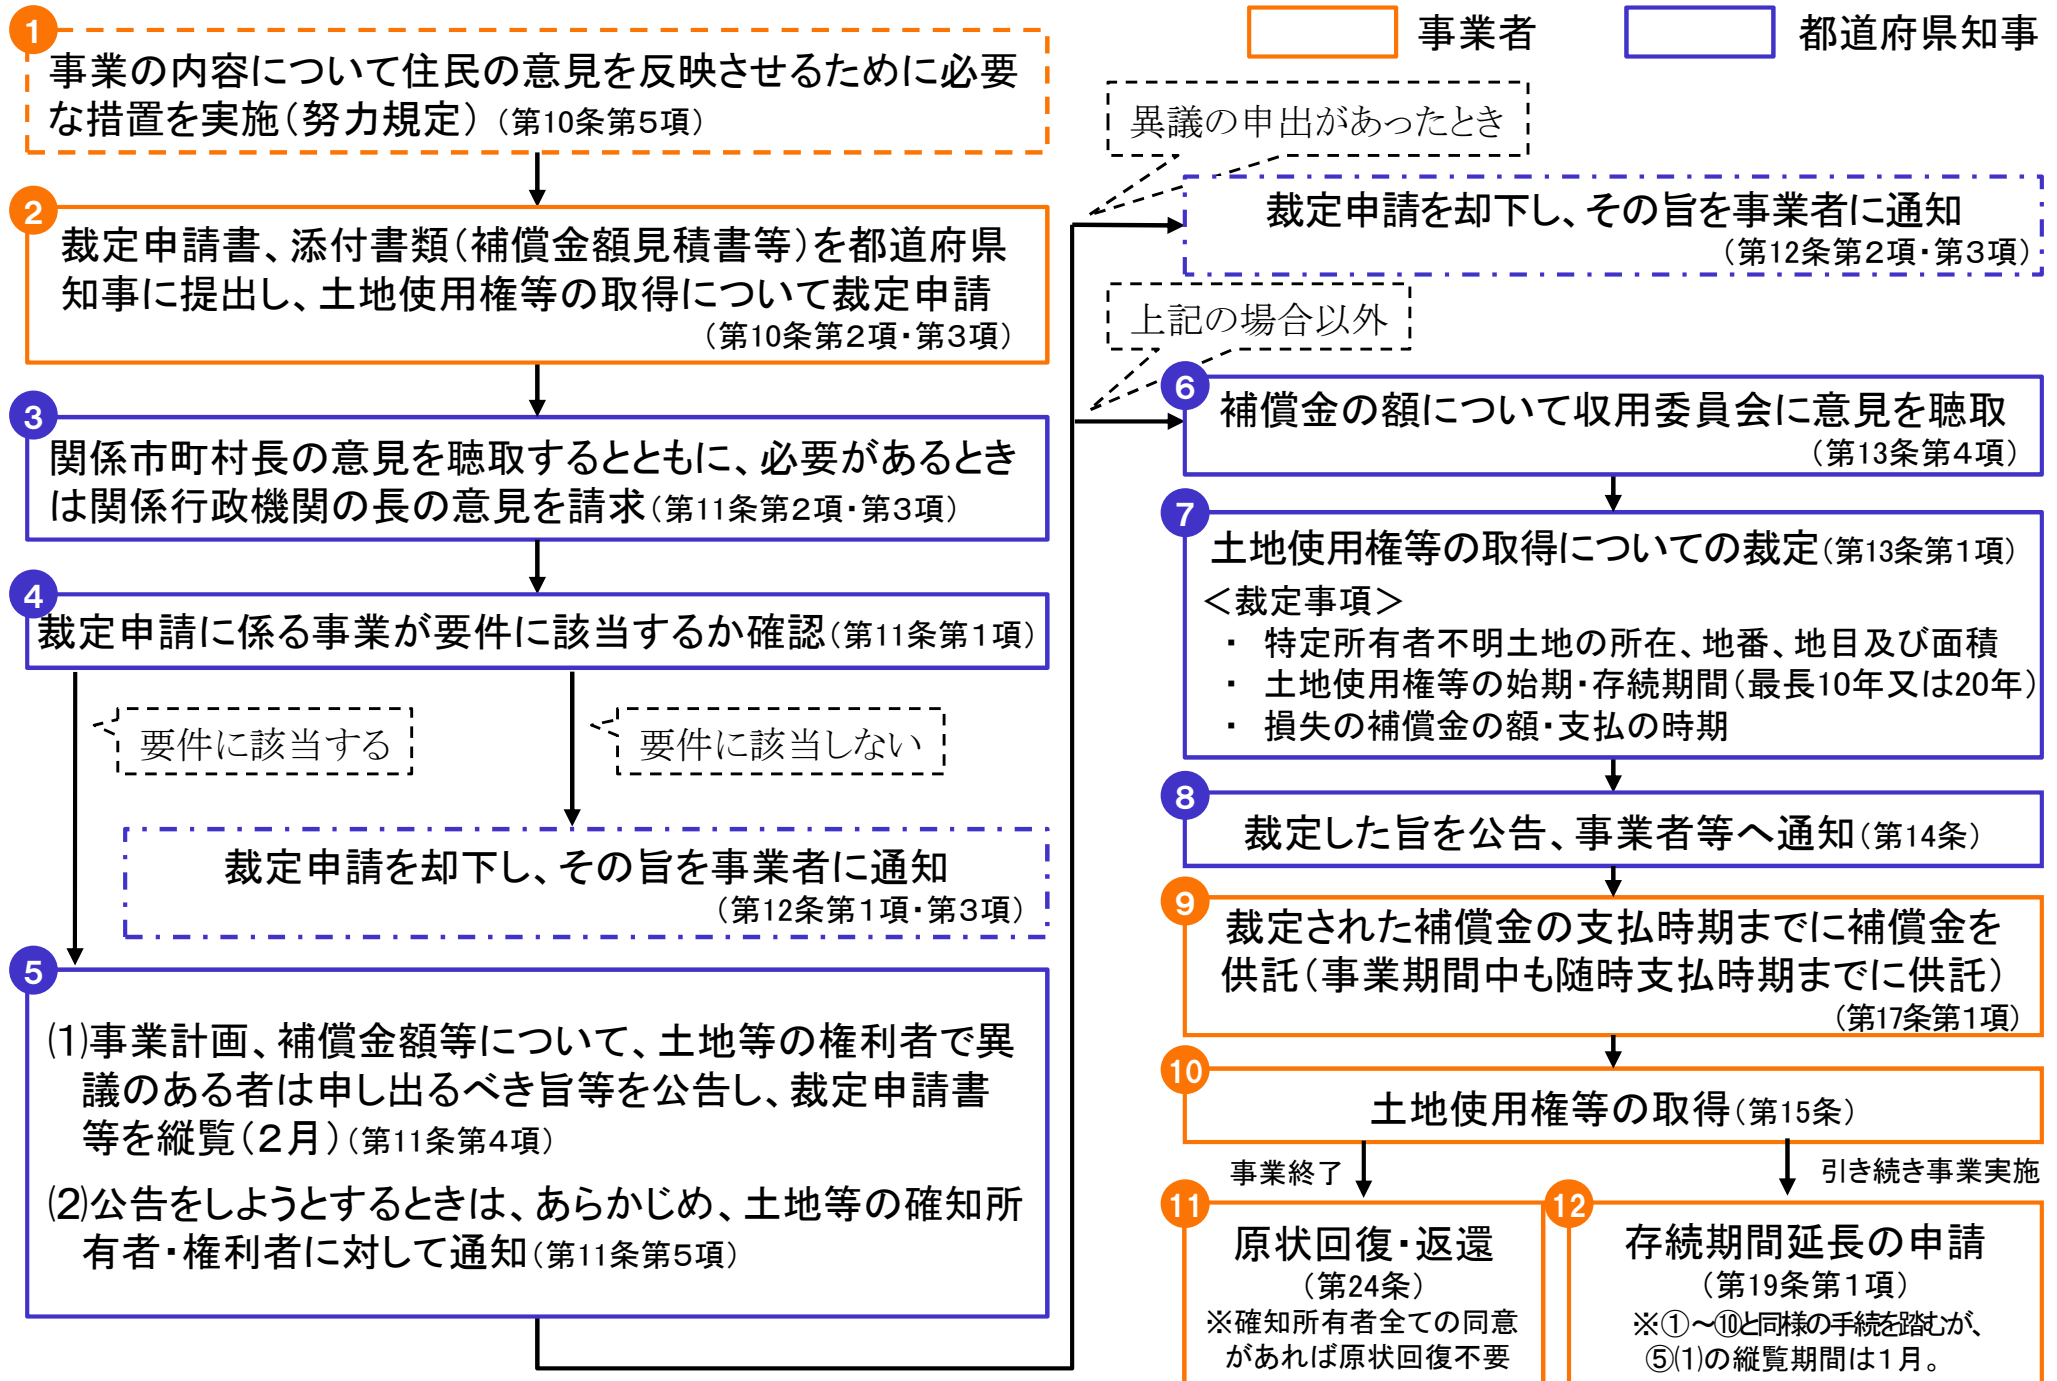 事業者
都道府県知事
1
事業の内容について住民の意見を反映させるために必要
な措置を実施（努力規定）（第10条第５項）
2
裁定申請書、添付書類（補償金額見積書等）を都道府県
知事に提出し、土地使用権等の取得について裁定申請
（第10条第２項・第３項）
3
関係市町村長の意見を聴取するとともに、必要があるとき
は関係行政機関の長の意見を請求（第11条第２項・第３項）
4
裁定申請に係る事業が要件に該当するか確認（第11条第１項）
要件に該当する
要件に該当しない
裁定申請を却下し、その旨を事業者に通知
（第12条第１項・第３項）
5
⑴事業計画、補償金額等について、土地等の権利者で異
議のある者は申し出るべき旨等を公告し、裁定申請書
等を縦覧（２月）（第11条第４項）
⑵公告をしようとするときは、あらかじめ、土地等の確知所
有者・権利者に対して通知（第11条第５項）
異議の申出があったとき
裁定申請を却下し、その旨を事業者に通知
（第12条第２項・第３項）
上記の場合以外
6
補償金の額について収用委員会に意見を聴取
（第13条第４項）
7
土地使用権等の取得についての裁定（第13条第１項）
＜裁定事項＞
・ 特定所有者不明土地の所在、地番、地目及び面積
・ 土地使用権等の始期・存続期間（最長10年又は20年）
・ 損失の補償金の額・支払の時期
8
裁定した旨を公告、事業者等へ通知（第14条）
9
裁定された補償金の支払時期までに補償金を
供託（事業期間中も随時支払時期までに供託）
（第17条第１項）
10
土地使用権等の取得（第15条）
事業終了
引き続き事業実施
11
原状回復・返還
（第24条）
※確知所有者全ての同意
があれば原状回復不要
12
存続期間延長の申請
（第19条第１項）
※①～⑩と同様の手続を踏むが、
⑤⑴の縦覧期間は１月。